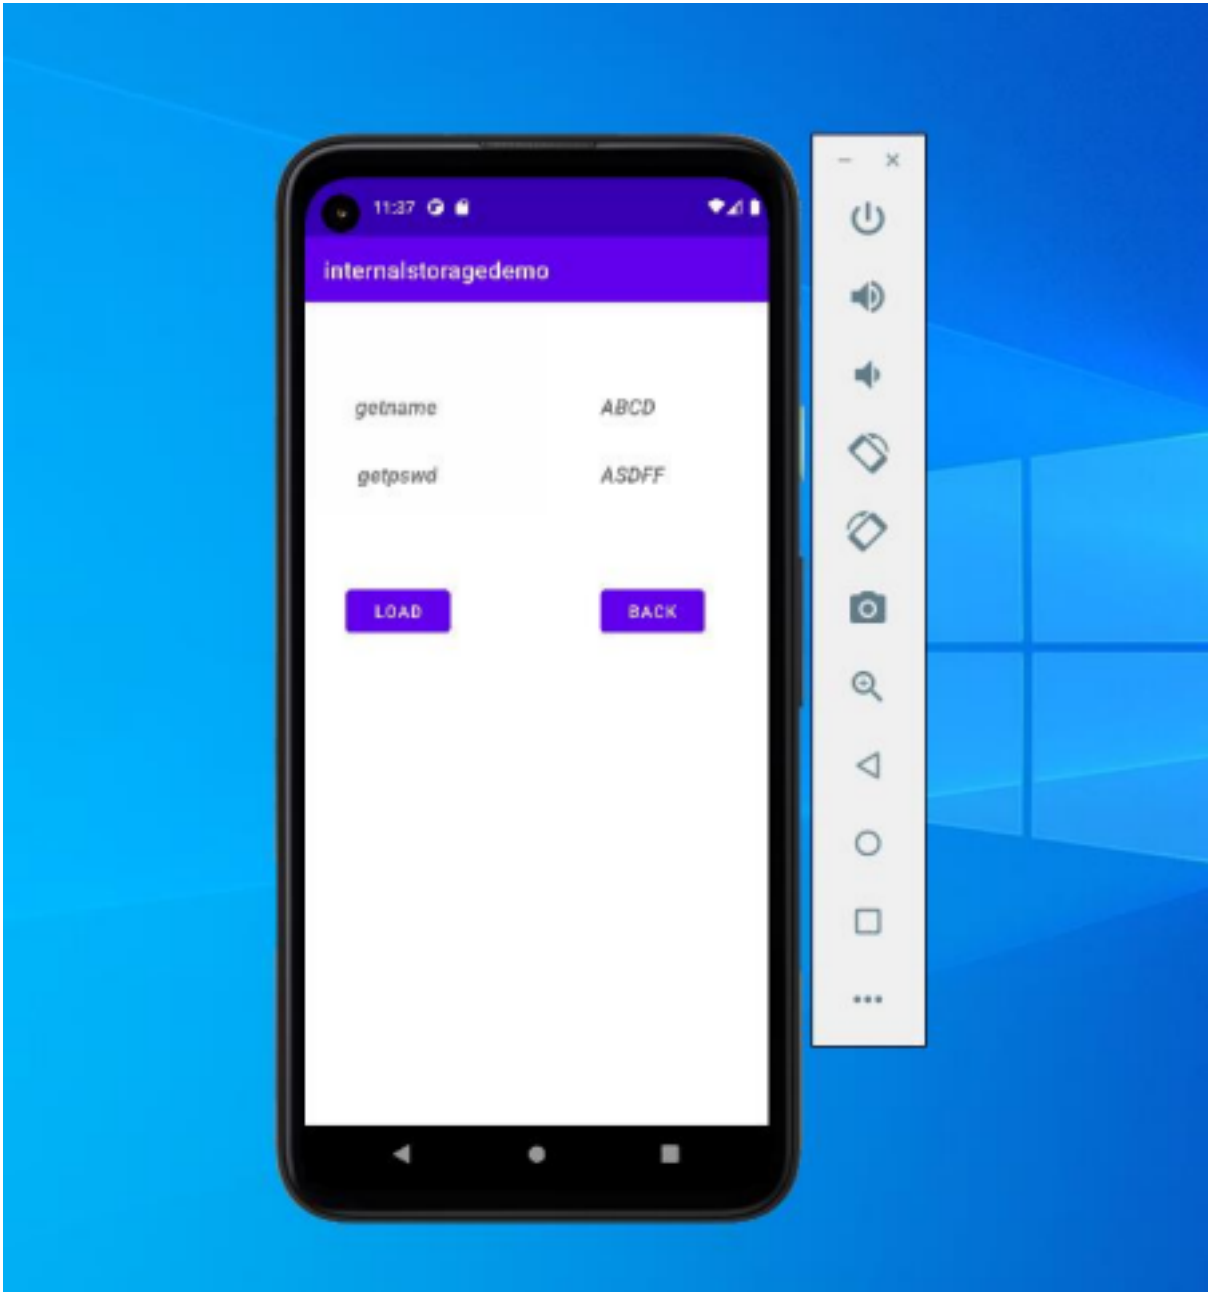 11:37
internalstoragedemo
getname ABCD
getpswd ASDFF
LOAD BACK